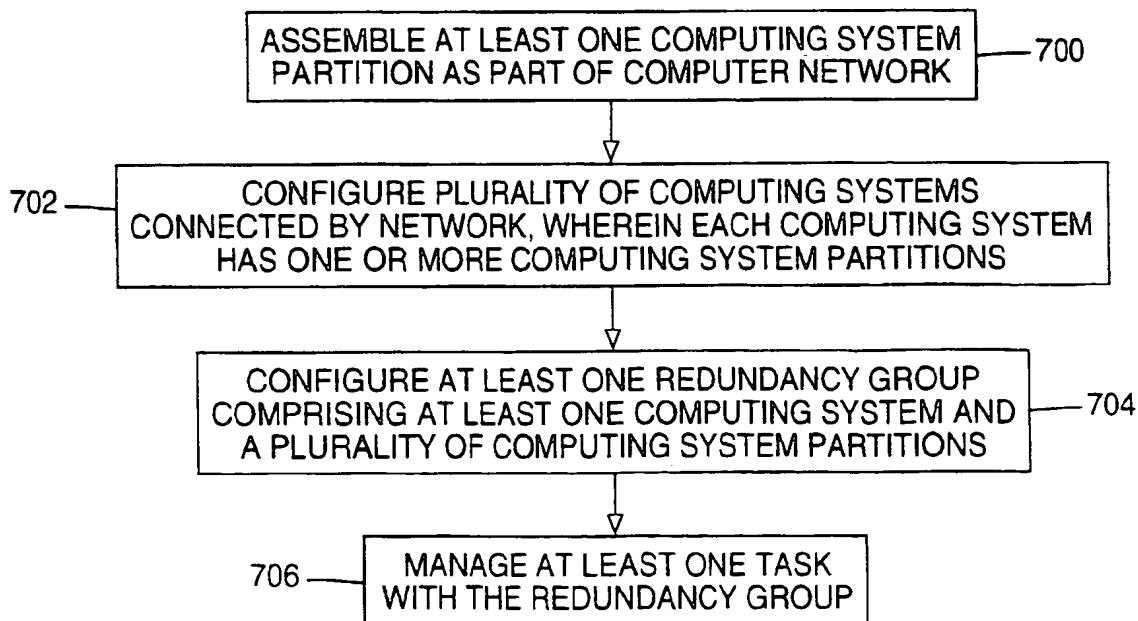 ASSEMBLE AT LEAST ONE COMPUTING SYSTEM
PARTITION AS PART OF COMPUTER NETWORK
700
702
CONFIGURE PLURALITY OF COMPUTING SYSTEMS
CONNECTED BY NETWORK, WHEREIN EACH COMPUTING SYSTEM
HAS ONE OR MORE COMPUTING SYSTEM PARTITIONS
CONFIGURE AT LEAST ONE REDUNDANCY GROUP
COMPRISING AT LEAST ONE COMPUTING SYSTEM AND
A PLURALITY OF COMPUTING SYSTEM PARTITIONS
704
706
MANAGE AT LEAST ONE TASK
WITH THE REDUNDANCY GROUP